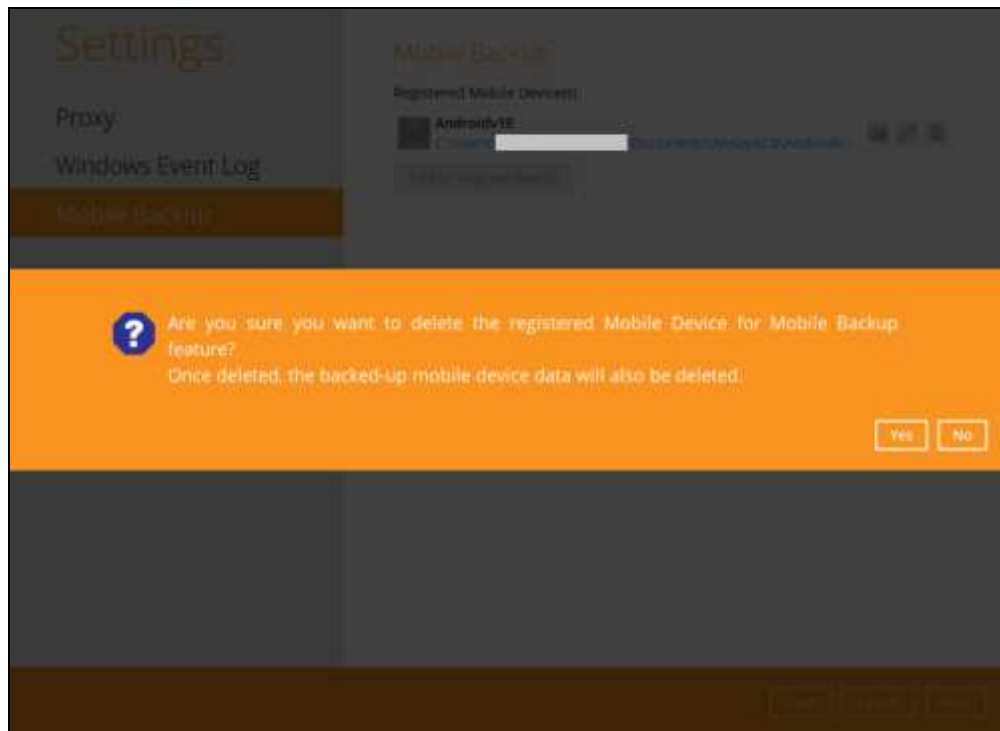 Settings
Mobile Backup
Registered Mobile Device(s)
Proxy
Windows Event Log
Mobile Backup
Are you sure you want to delete the registered Mobile Device for Mobile Backup
feature?
Once deleted, the backed-up mobile device data will also be deleted.
Yes
No